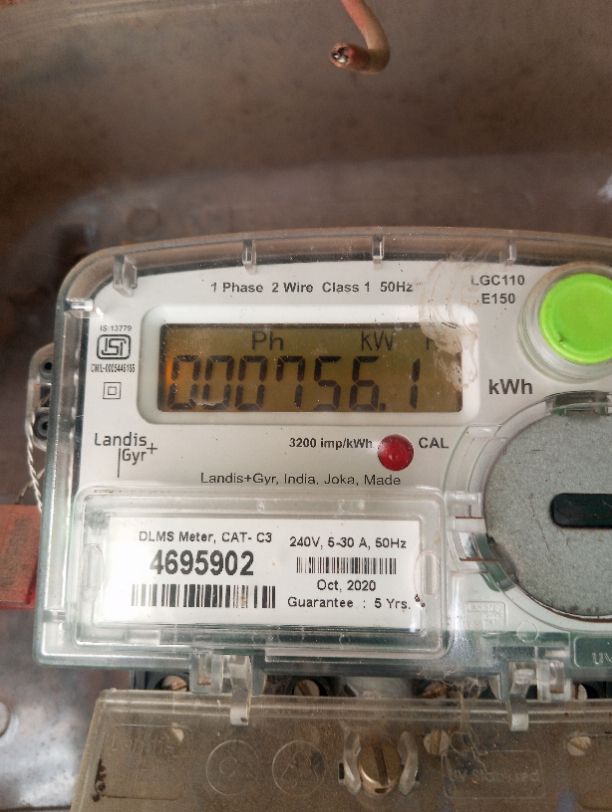 1 Phase 2 Wire Class 1 50Hz
LGC110
E150
IS 13779
ISI
Ph kW
000756.1
kWh
Landis
Gyr+
3200 imp/kWh CAL
Landis+Gyr, India, Joka, Made
DLMS Meter, CAT- C3
4695902
240V, 5-30 A, 50Hz
Oct, 2020
Guarantee : 5 Yrs.
UV